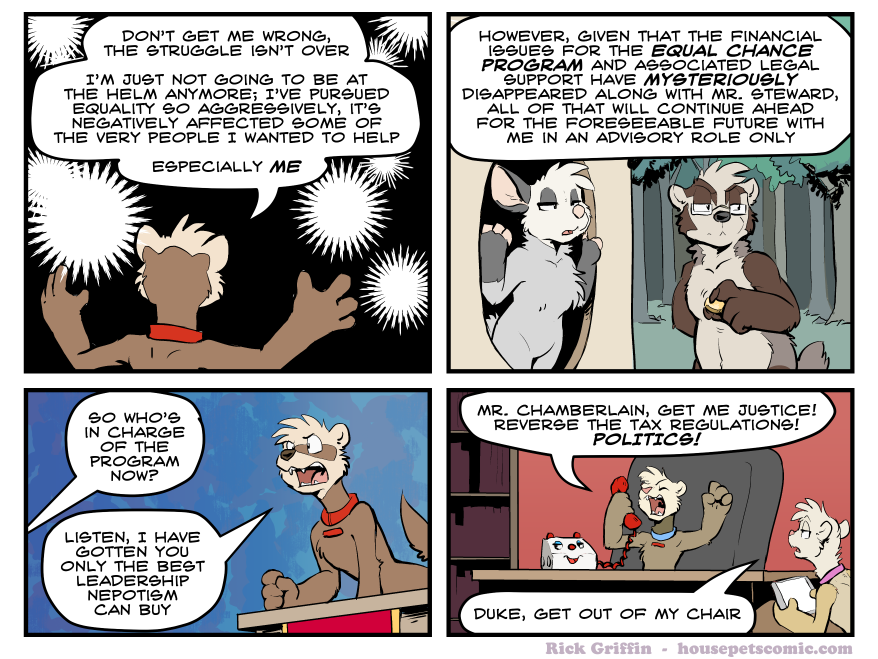 DON'T GET ME WRONG,
THE STRUGGLE ISN'T OVER
I'M JUST NOT GOING TO BE AT
THE HELM ANYMORE; I'VE PURSUED
EQUALITY SO AGGRESSIVELY, IT'S
NEGATIVELY AFFECTED SOME OF
THE VERY PEOPLE I WANTED TO HELP
ESPECIALLY ME
HOWEVER, GIVEN THAT THE FINANCIAL
ISSUES FOR THE EQUAL CHANCE
PROGRAM AND ASSOCIATED LEGAL
SUPPORT HAVE MYSTERIOUSLY
DISAPPEARED ALONG WITH MR. STEWARD,
ALL OF THAT WILL CONTINUE AHEAD
FOR THE FORESEEABLE FUTURE WITH
ME IN AN ADVISORY ROLE ONLY
SO WHO'S
IN CHARGE
OF THE
PROGRAM
NOW?
LISTEN, I HAVE
GOTTEN YOU
ONLY THE BEST
LEADERSHIP
NEPOTISM
CAN BUY
MR. CHAMBERLAIN, GET ME JUSTICE!
REVERSE THE TAX REGULATIONS!
POLITICS!
DUKE, GET OUT OF MY CHAIR
Rick Griffin - housepetscomic.com